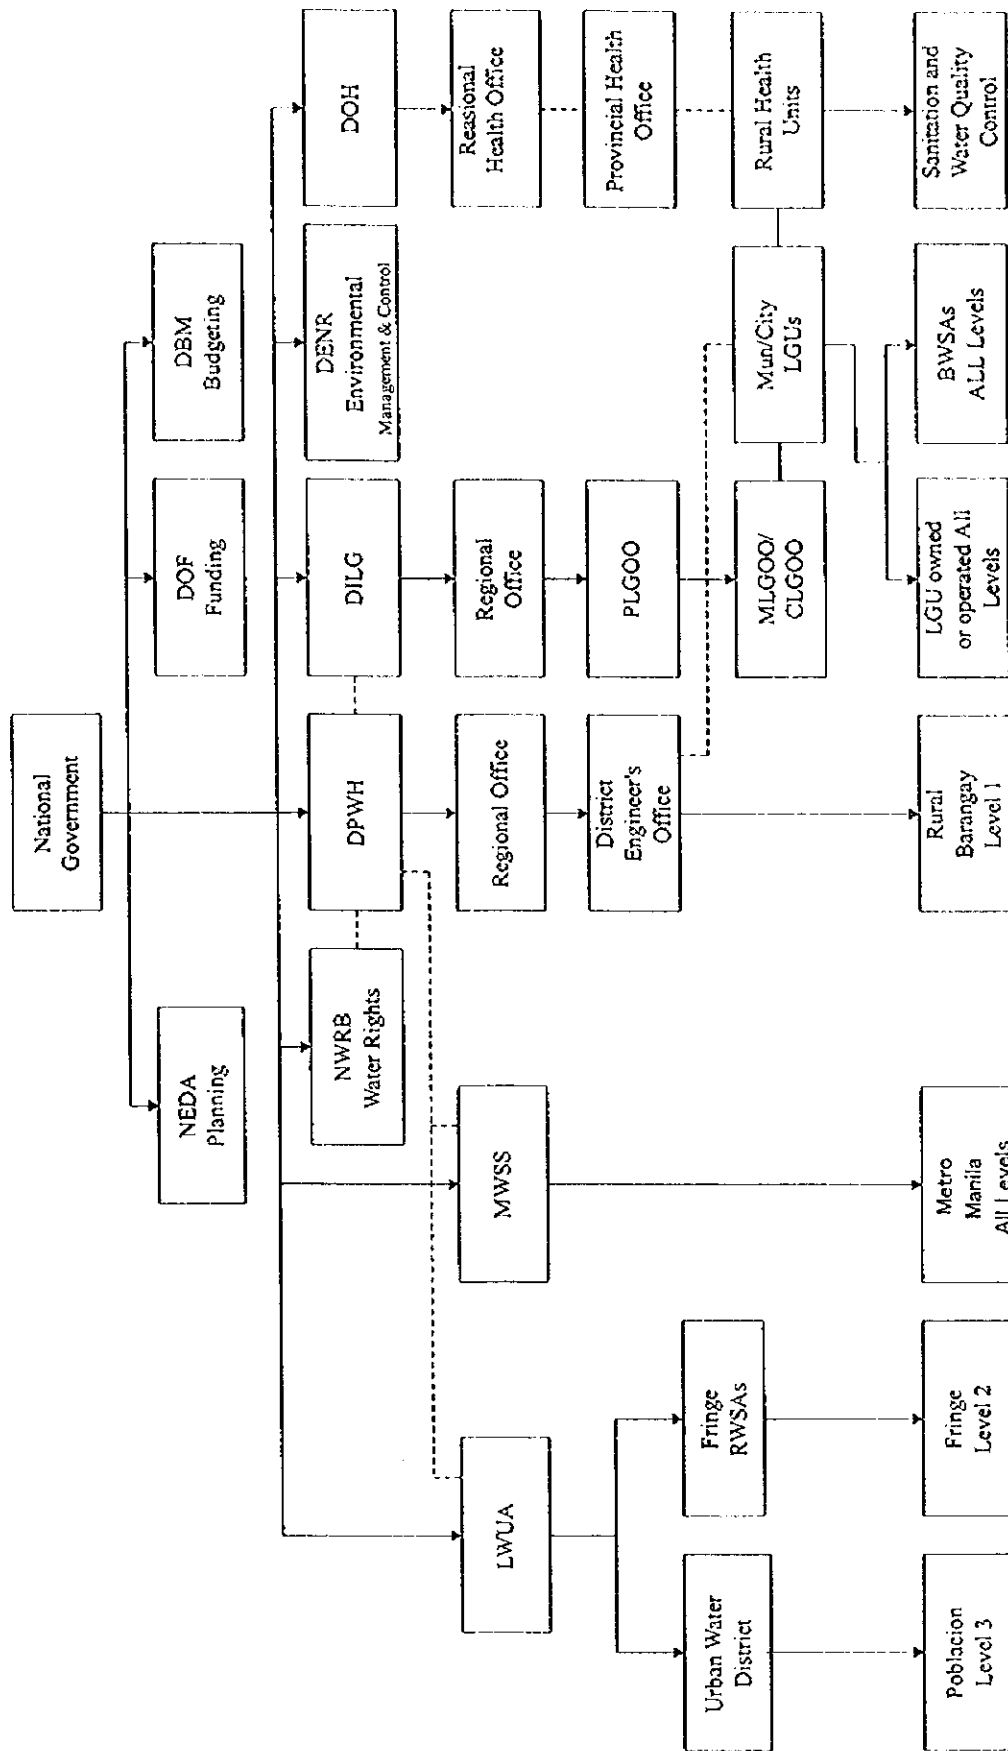 National
Government
NEDA
Planning
DOF
Funding
DBM
Budgeting
NWRB
Water Rights
DPWH
DILG
DENR
Environmental
Management & Control
DOH
LWUA
MWSS
Regional Office
Regional
Office
Reasional
Health Office
District
Engineer's
Office
PLGOO
Provincial Health
Office
Urban Water
District
Fringe
RWSAs
MLGOO/
CLGOO
Mun/City
LGUs
Rural Health
Units
Poblacion
Level 3
Fringe
Level 2
Metro
Manila
All Levels
Rural
Barangay
Level 1
LGU owned
or operated All
Levels
BWSAs
ALL Levels
Sanitation and
Water Quality
Control